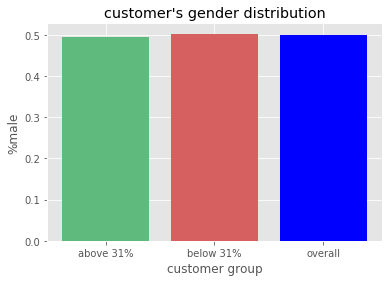 customer's gender distribution
%male
0.5
0.4
0.3
0.2
0.1
0.0
above 31%
below 31%
overall
customer group